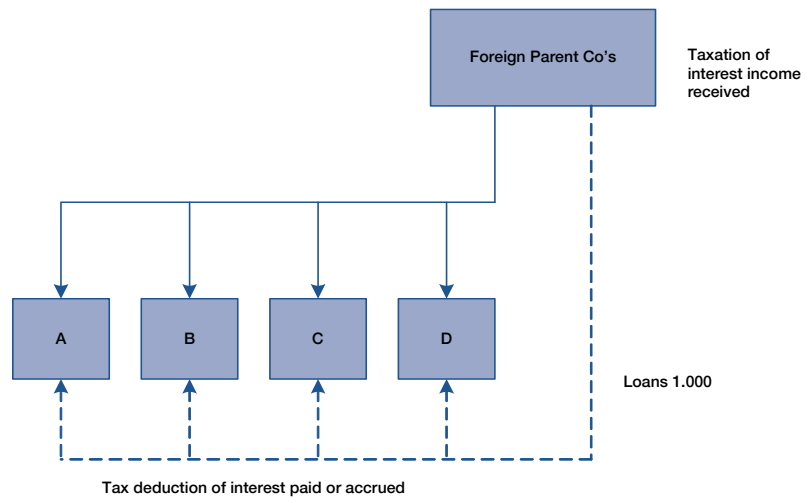 Foreign Parent Co's
Taxation of
interest income
received
A
B
C
D
Loans 1.000
Tax deduction of interest paid or accrued